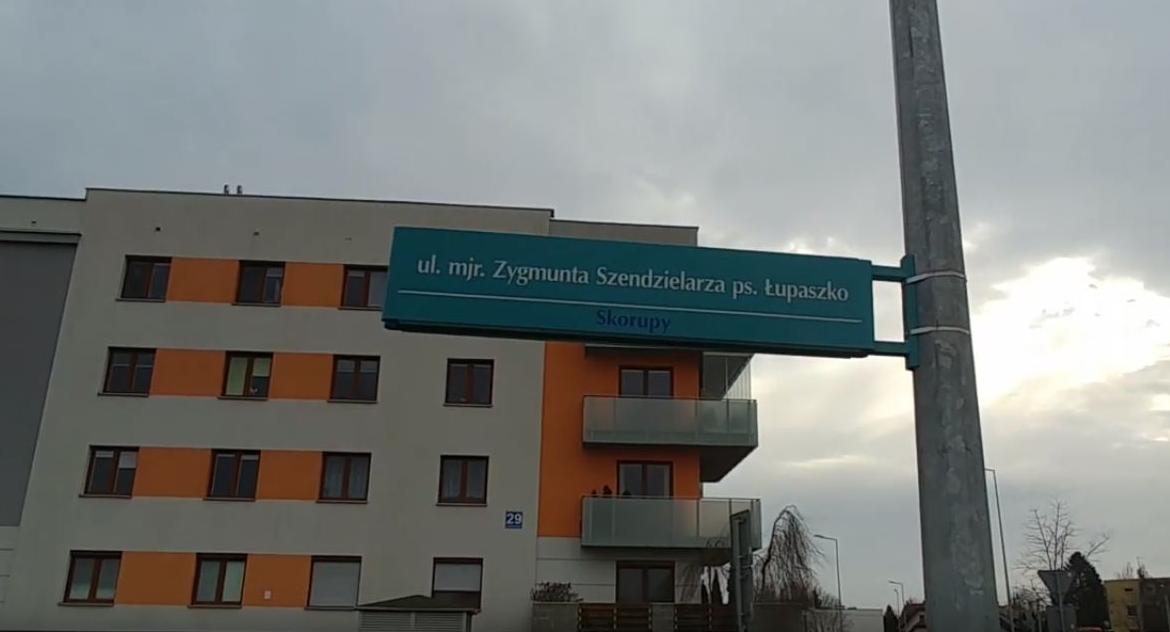 ul. mjr. Zygmunta Szendzielarza ps. Łupaszko
Skorupy
29